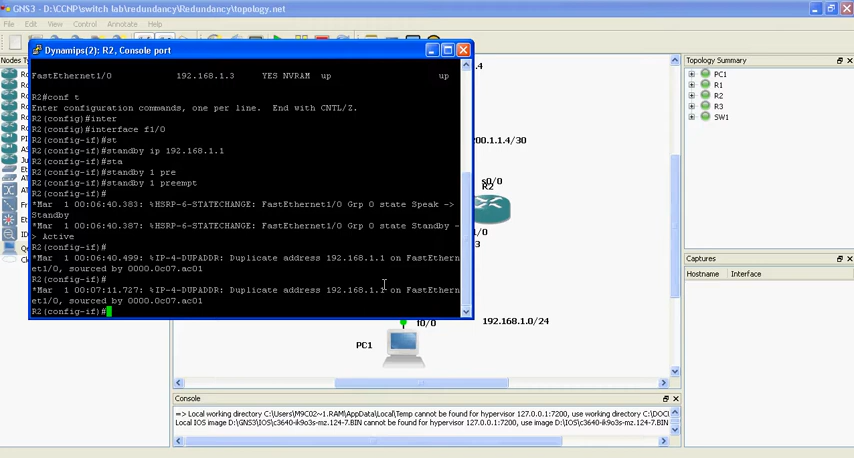 GNS3 - D:\CCNP\switch lab\redundancy\Redundancy\topology.net
File Edit View Control Annotate Help
Nodes Types
Dynamips(2): R2, Console port
FastEthernet1/0 192.168.1.3 YES NVRAM up up
R2#conf t
Enter configuration commands, one per line. End with CNTL/Z.
R2(config)#inter
R2(config)#interface f1/0
R2(config-if)#st
R2(config-if)#standby ip 192.168.1.1
R2(config-if)#sta
R2(config-if)#standby 1 pre
R2(config-if)#standby 1 preempt
R2(config-if)#
*Mar 1 00:06:40.383: %HSRP-6-STATECHANGE: FastEthernet1/0 Grp 0 state Speak ->
Standby
*Mar 1 00:06:40.387: %HSRP-6-STATECHANGE: FastEthernet1/0 Grp 0 state Standby -
> Active
R2(config-if)#
*Mar 1 00:06:40.499: %IP-4-DUPADDR: Duplicate address 192.168.1.1 on FastEthern
et1/0, sourced by 0000.0c07.ac01
R2(config-if)#
*Mar 1 00:07:11.727: %IP-4-DUPADDR: Duplicate address 192.168.1.1 on FastEthern
et1/0, sourced by 0000.0c07.ac01
R2(config-if)#
.4
200.1.1.4/30
s0/0
R2
f1/0
.3
f0/0
192.168.1.0/24
PC1
Topology Summary
PC1
R1
R2
R3
SW1
Captures
Hostname Interface
Console
=> Local working directory C:\Users\M9C02~1.RAM\AppData\Local\Temp cannot be found for hypervisor 127.0.0.1:7200, use working directory C:\DOC
Local IOS image D:\GNS3\IOS\c3640-ik9o3s-mz.124-7.BIN cannot be found for hypervisor 127.0.0.1:7200, use image D:\IOS\c3640-ik9o3s-mz.124-7.BIN